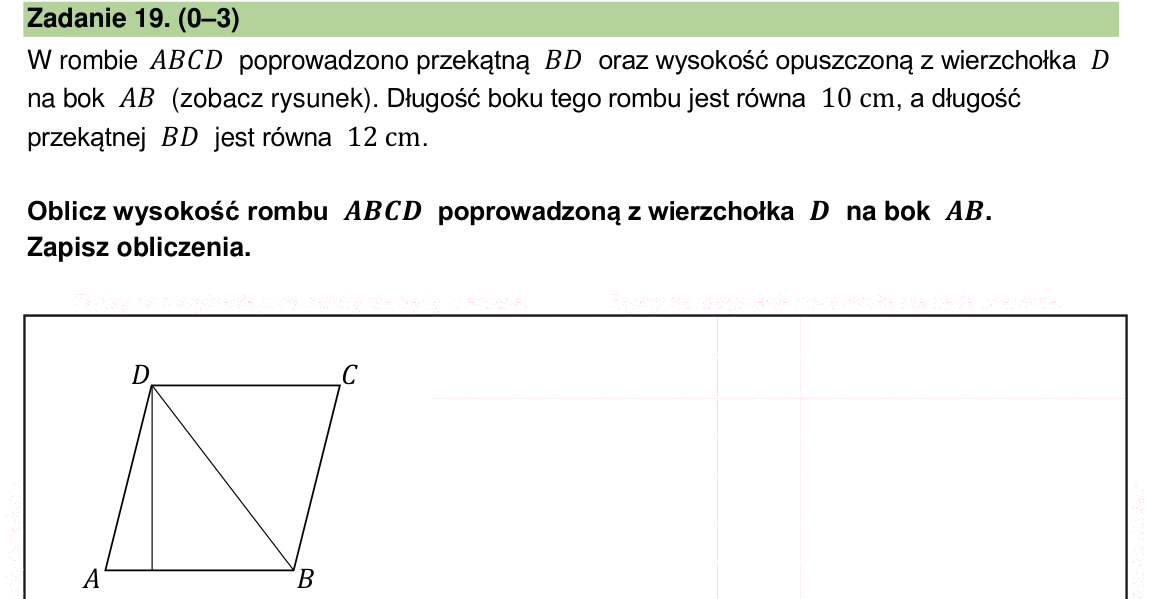 Zadanie 19. (0–3)
W rombie ABCD poprowadzono przekątną BD oraz wysokość opuszczoną z wierzchołka D
na bok AB (zobacz rysunek). Długość boku tego rombu jest równa 10 cm, a długość
przekątnej BD jest równa 12 cm.
Oblicz wysokość rombu ABCD poprowadzoną z wierzchołka D na bok AB.
Zapisz obliczenia.
D
C
A
B